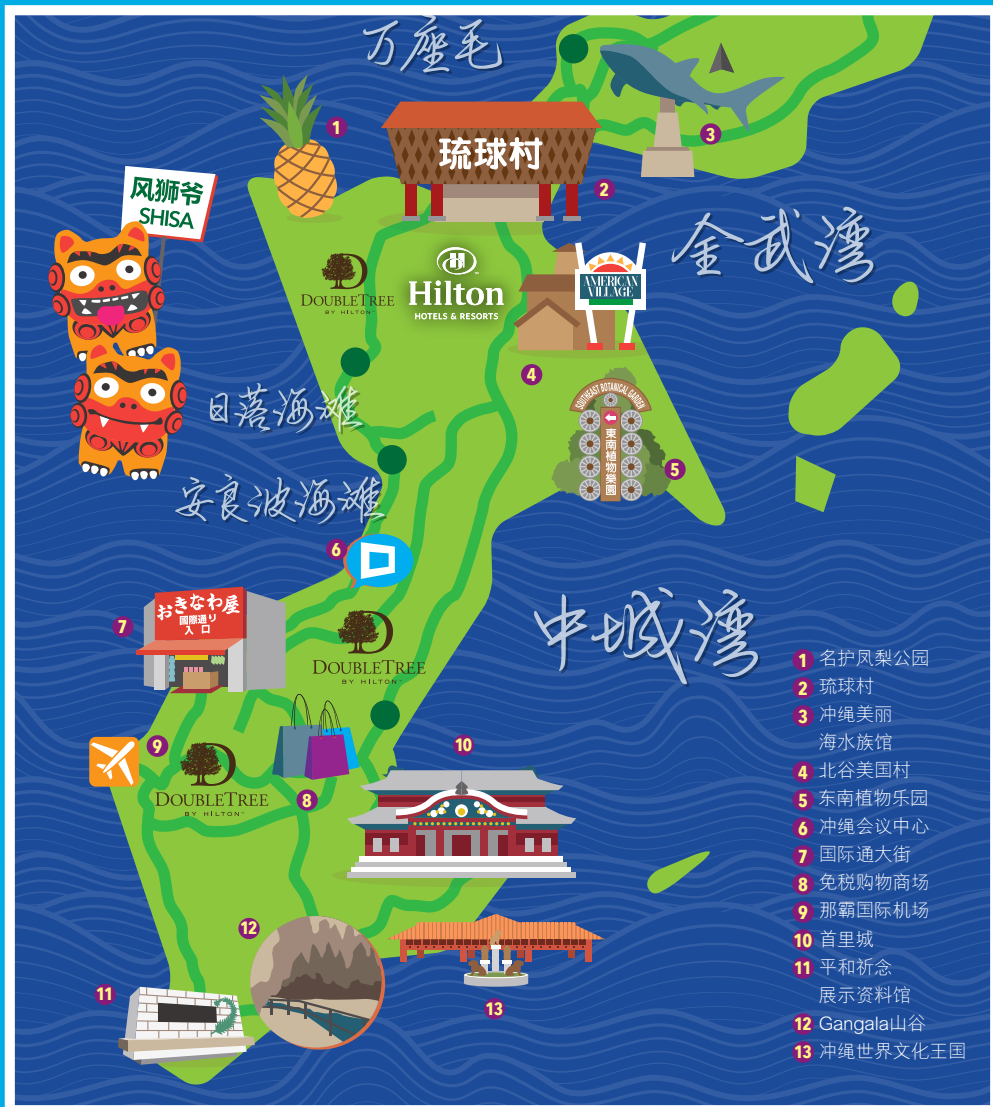 万座毛
1
琉球村
3
2
风狮爷
SHISA
金武湾
DOUBLETREE
BY HILTON™
Hilton
HOTELS & RESORTS
AMERICAN
VILLAGE
4
日落海滩
SOUTHEAST BOTANICAL GARDEN
東南植物樂園
5
安良波海滩
6
おきなわ屋
國際通り
入口
7
中城湾
DOUBLETREE
BY HILTON™
9
10
DOUBLETREE
BY HILTON™
8
12
11
13
1 名护凤梨公园
2 琉球村
3 冲绳美丽
海水族馆
4 北谷美国村
5 东南植物乐园
6 冲绳会议中心
7 国际通大街
8 免税购物商场
9 那霸国际机场
10 首里城
11 平和祈念
展示资料馆
12 Gangala山谷
13 冲绳世界文化王国